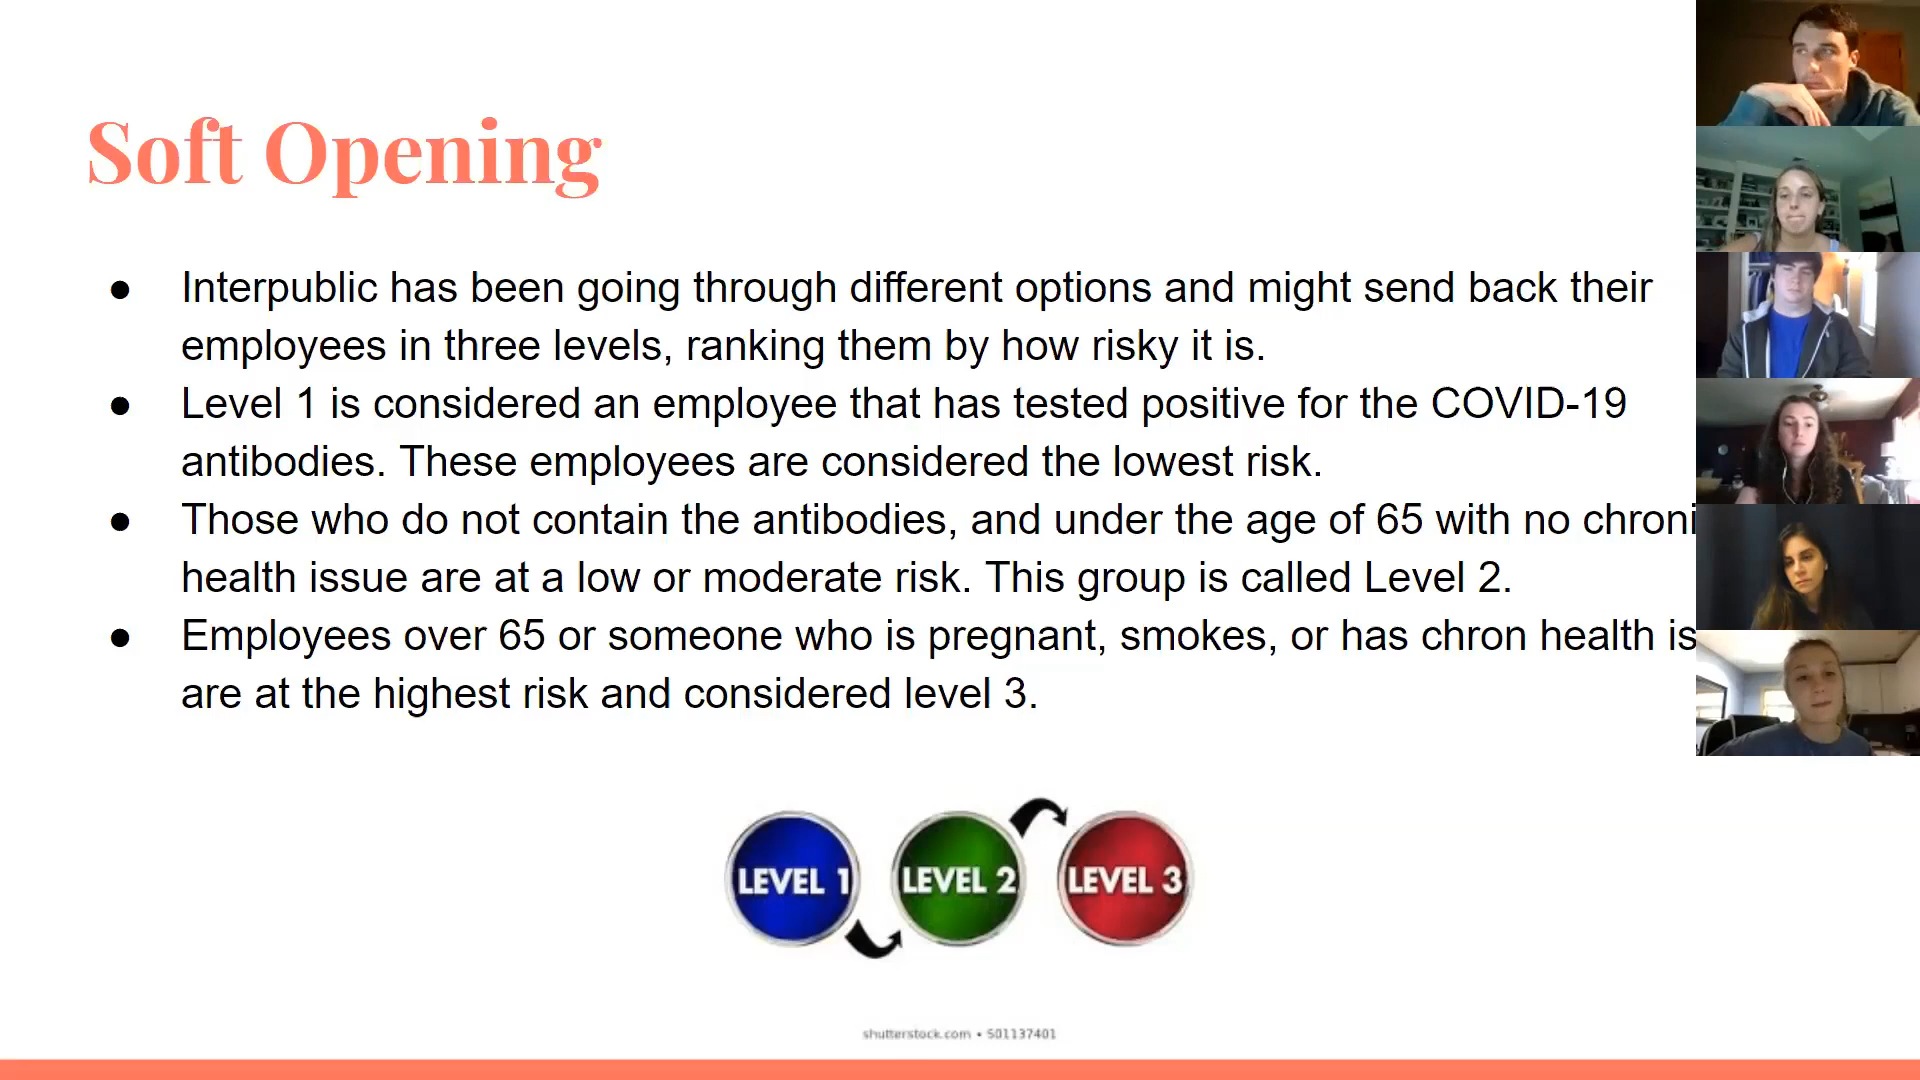 Soft Opening
● Interpublic has been going through different options and might send back their
employees in three levels, ranking them by how risky it is.
● Level 1 is considered an employee that has tested positive for the COVID-19
antibodies. These employees are considered the lowest risk.
● Those who do not contain the antibodies, and under the age of 65 with no chroni
health issue are at a low or moderate risk. This group is called Level 2.
● Employees over 65 or someone who is pregnant, smokes, or has chron health is
are at the highest risk and considered level 3.
LEVEL 1 LEVEL 2 LEVEL 3
shutterstock.com • 501137401